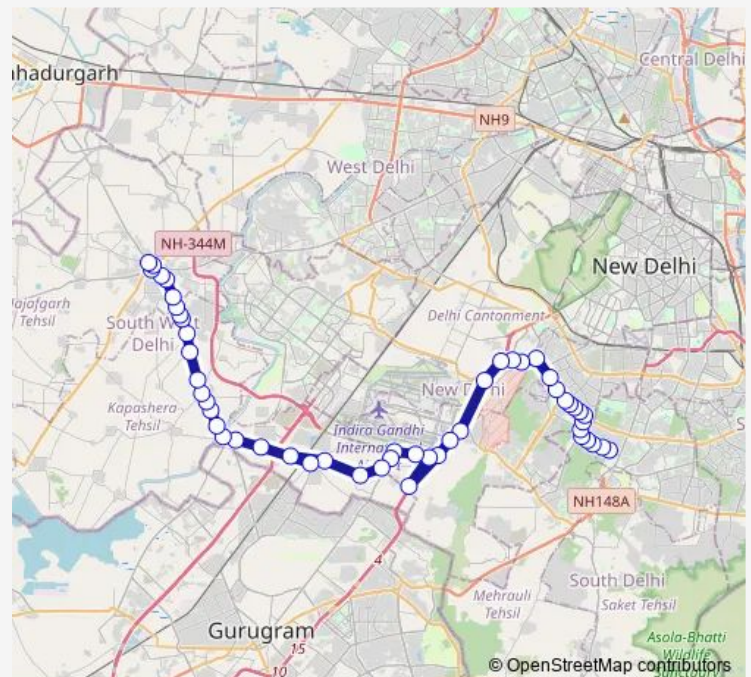 hahadurgarh
Central Delhi
NH9
West Delhi
NH-344M
New Delhi
Najafgarh
Tehsil
South West
Delhi
Delhi Cantonment
New Delhi
Kapashera
Tehsil
Indira Gandhi
International
NH148A
4
South Delhi
Mehrauli
Tehsil
Saket Tehsil
Gurugram
15
10
Asola-Bhatti
Wildlife
Sanctuary
© OpenStreetMap contributors